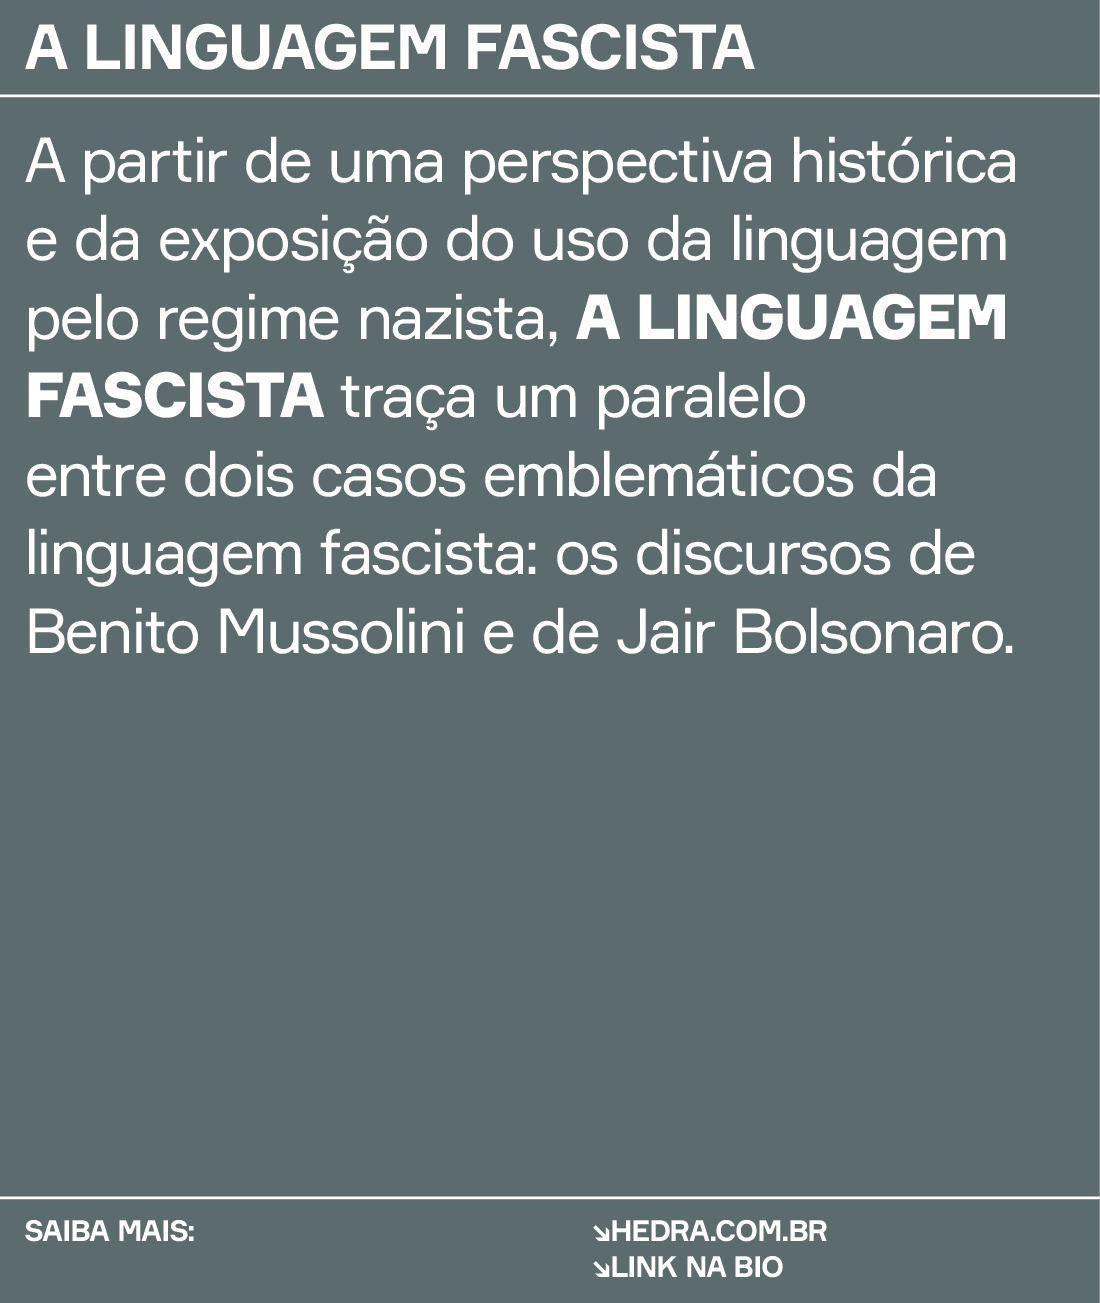 A LINGUAGEM FASCISTA
A partir de uma perspectiva histórica
e da exposição do uso da linguagem
pelo regime nazista, A LINGUAGEM
FASCISTA traça um paralelo
entre dois casos emblemáticos da
linguagem fascista: os discursos de
Benito Mussolini e de Jair Bolsonaro.
SAIBA MAIS:
↘HEDRA.COM.BR
↘LINK NA BIO